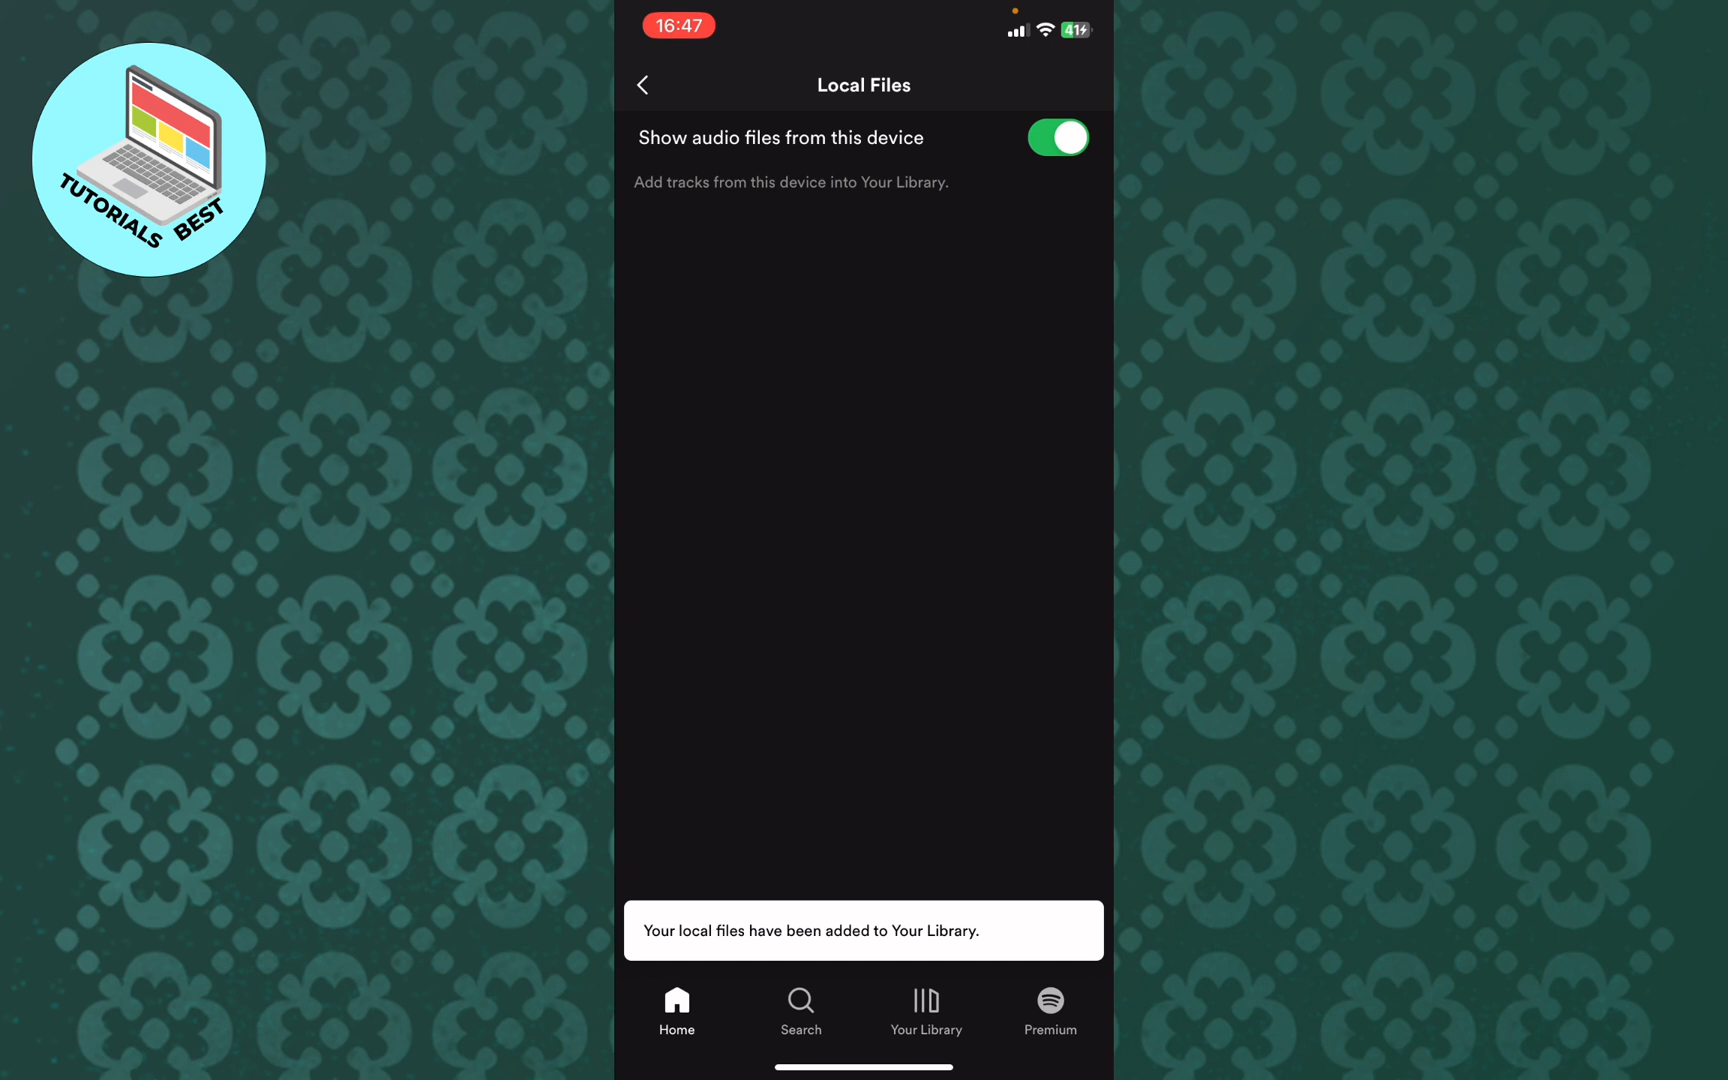 TUTORIALS BEST
16:47
41
Local Files
Show audio files from this device
Add tracks from this device into Your Library.
Your local files have been added to Your Library.
Home
Search
Your Library
Premium